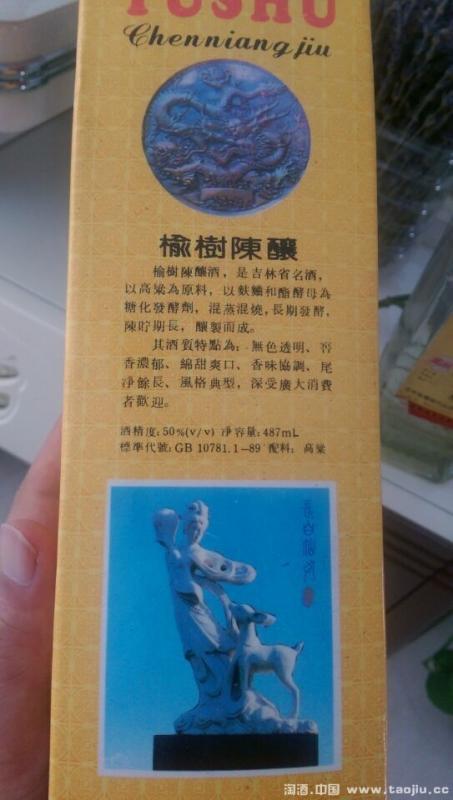 YUSHU
Chenniang jiu
榆樹陳釀
榆樹陳釀酒，是吉林省名酒，
以高粱為原料，以麩麯和酯酵母為
糖化發酵劑，混蒸混燒，長期發酵，
陳貯期長，釀製而成。
其酒質特點為：無色透明、窖
香濃郁、綿甜爽口、香味協調、尾
凈餘長、風格典型，深受廣大消費
者歡迎。
酒精度：50%(v/v) 淨容量：487mL
標準代號：GB 10781.1-89 配料：高粱
淘酒.中国 www.taojiu.cc